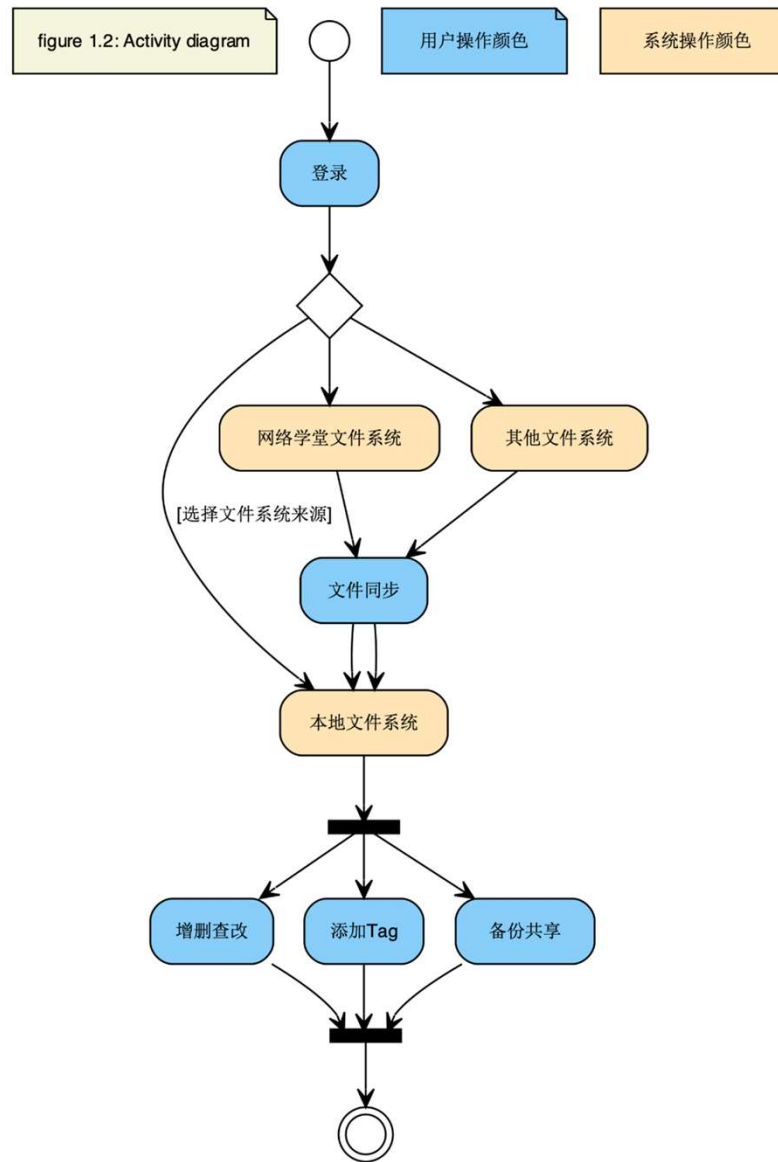 figure 1.2: Activity diagram
用户操作颜色
系统操作颜色
登录
网络学堂文件系统
其他文件系统
[选择文件系统来源]
文件同步
本地文件系统
增删查改
添加Tag
备份共享